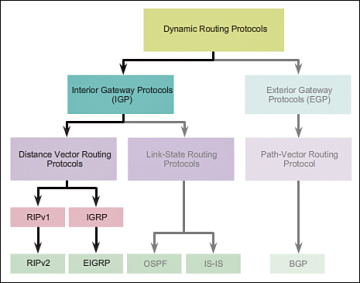 Dynamic Routing Protocols
Interior Gateway Protocols
(IGP)
Exterior Gateway
Protocols (EGP)
Distance Vector Routing
Protocols
Link-State Routing
Protocols
Path-Vector Routing
Protocol
RIPv1
IGRP
RIPv2
EIGRP
OSPF
IS-IS
BGP